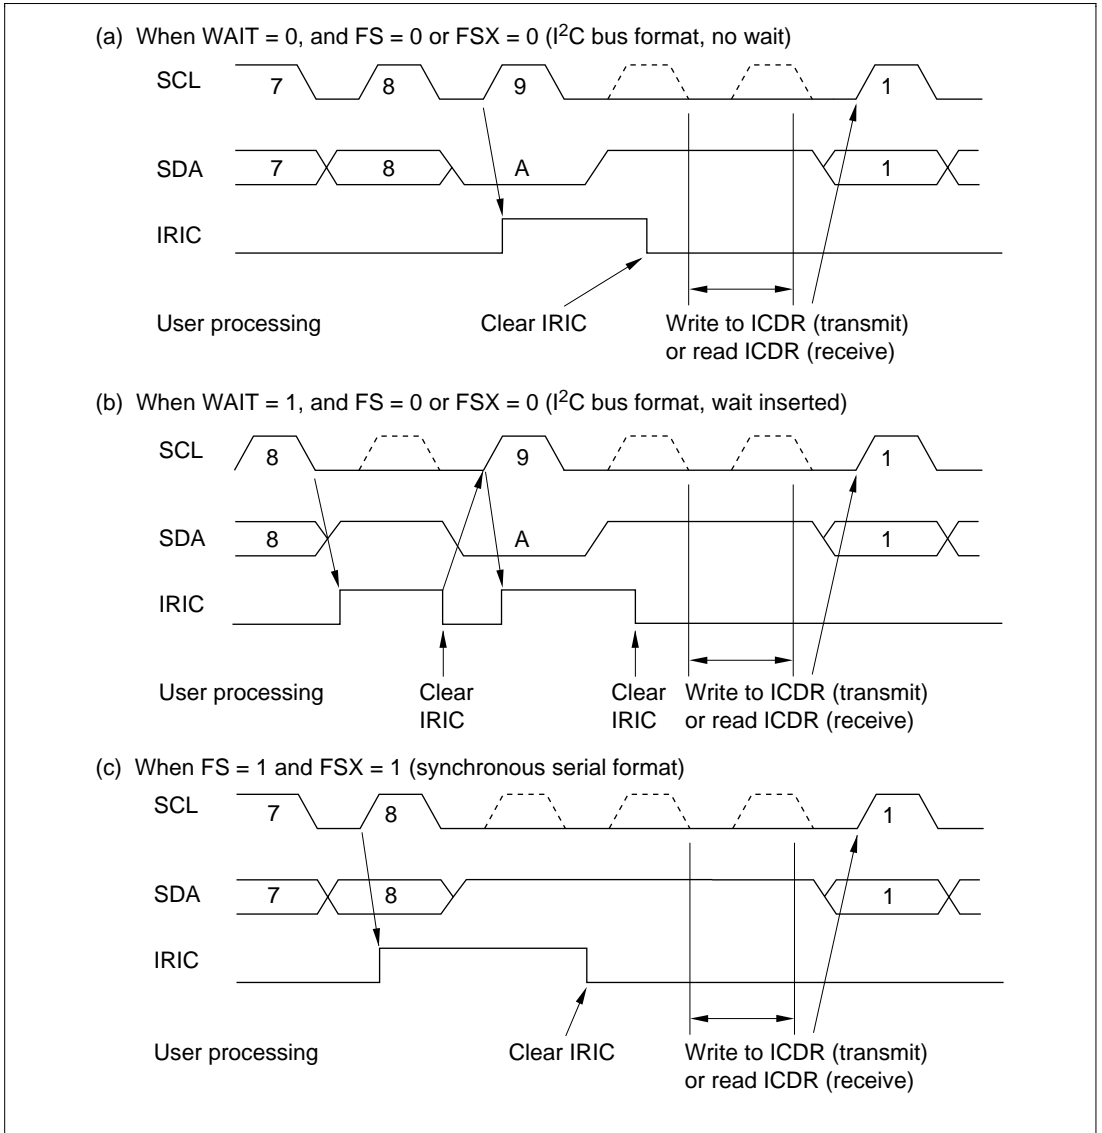 (a) When WAIT = 0, and FS = 0 or FSX = 0 (I²C bus format, no wait)
SCL 7 8 9 1
SDA 7 8 A 1
IRIC
User processing Clear IRIC Write to ICDR (transmit)
or read ICDR (receive)
(b) When WAIT = 1, and FS = 0 or FSX = 0 (I²C bus format, wait inserted)
SCL 8 9 1
SDA 8 A 1
IRIC
User processing Clear Clear Write to ICDR (transmit)
IRIC IRIC or read ICDR (receive)
(c) When FS = 1 and FSX = 1 (synchronous serial format)
SCL 7 8 1
SDA 7 8 1
IRIC
User processing Clear IRIC Write to ICDR (transmit)
or read ICDR (receive)